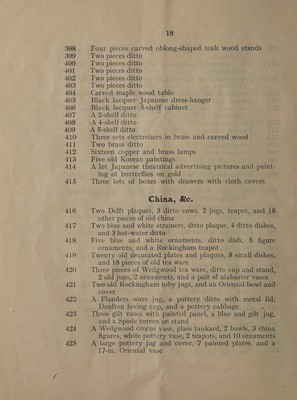 18
398 Four pieces carved oblong-shaped teak wood stands
399 Two pieces ditto
400 Two pieces ditto
401 Two pieces ditto
402 Two pieces ditto
403 Two pieces ditto
404 Carved maple wood table
405 Black lacquer Japanese dress-hanger
406 Black lacquer 5-shelf cabinet
407 A 2-shelf ditto
408 A 4-shelf ditto
409 A 5-shelf ditto
410 Three sets electroliers in brass and carved wood
411 Two brass ditto
412 Sixteen copper and brass lamps
413 Five old Korean paintings
414 A lot Japanese theatrical advertising pictures and paint-
ing of butterflies on gold
415 Three lots of boxes with drawers with cloth covers
China, &c.
416 Two Delft plaques, 3 ditto cows, 2 jugs, teapot, and 18
other pieces of old china
417 Two blue and white strainers, ditto plaque, 4 ditto dishes,
and 3 hot-water ditto
418 Five blue and white ornaments, ditto dish, 5 figure
ornaments, and a Rockingham teapot
419 Twenty old decorated plates and plaques, 8 small dishes,
and 18 pieces of old tea ware
420 Three pieces of Wedgwood tea ware, ditto cup and stand,
2 old jugs, 2 ornaments, and a pair of alabaster vases
421 Two old Rockingham toby jugs, and an Oriental bowl and
cover
422 A Flanders ware jug, a pottery ditto with metal lid,
Doulton loving-cup, and a pottery cabbage
423 Three gilt vases with painted panel, a blue and gilt jug,
and a Spode tureen on stand
424 A Wedgwood crocus vase, glass tankard, 2 bowls, 3 china
figures, white pottery vase, 2 teapots, and 10 ornaments
428 A large pottery jug and cover, 7 painted plates, and a
17-in. Oriental vase